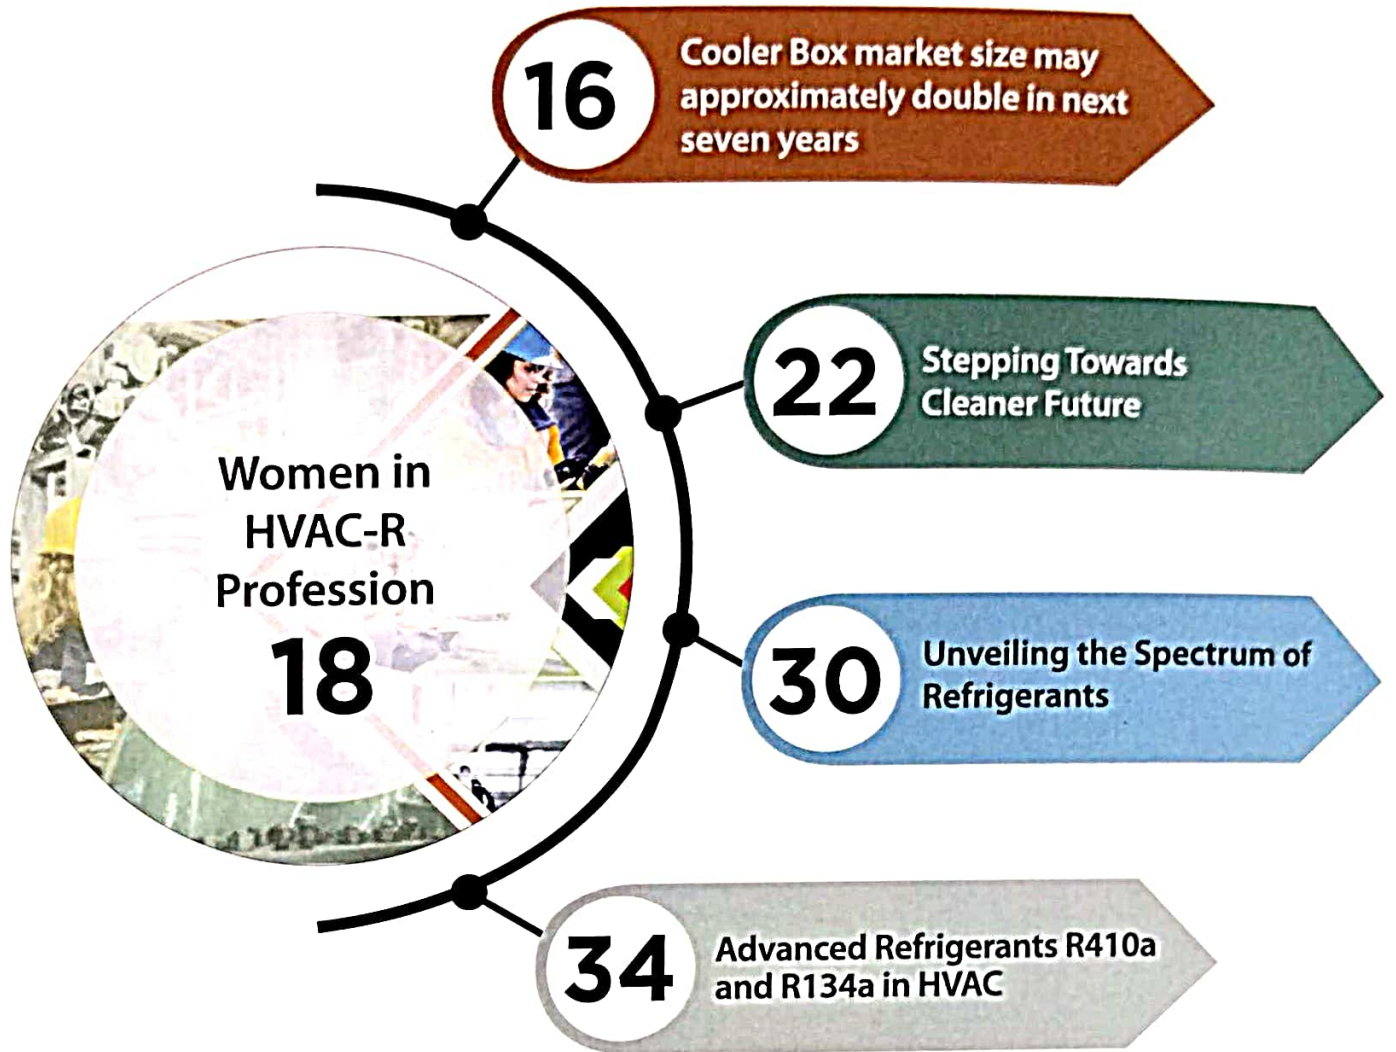 16
Cooler Box market size may
approximately double in next
seven years
22
Stepping Towards
Cleaner Future
Women in
HVAC-R
Profession
18
30
Unveiling the Spectrum of
Refrigerants
34
Advanced Refrigerants R410a
and R134a in HVAC